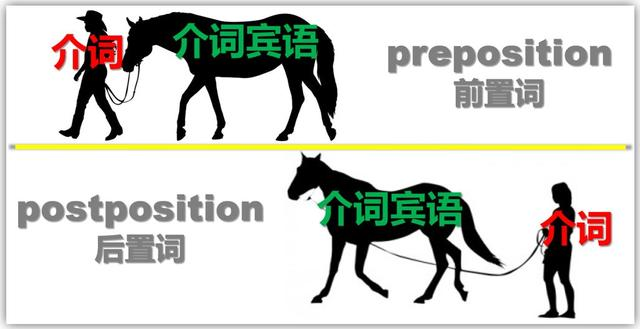 介词 介词宾语
preposition
前置词
postposition
后置词
介词宾语 介词